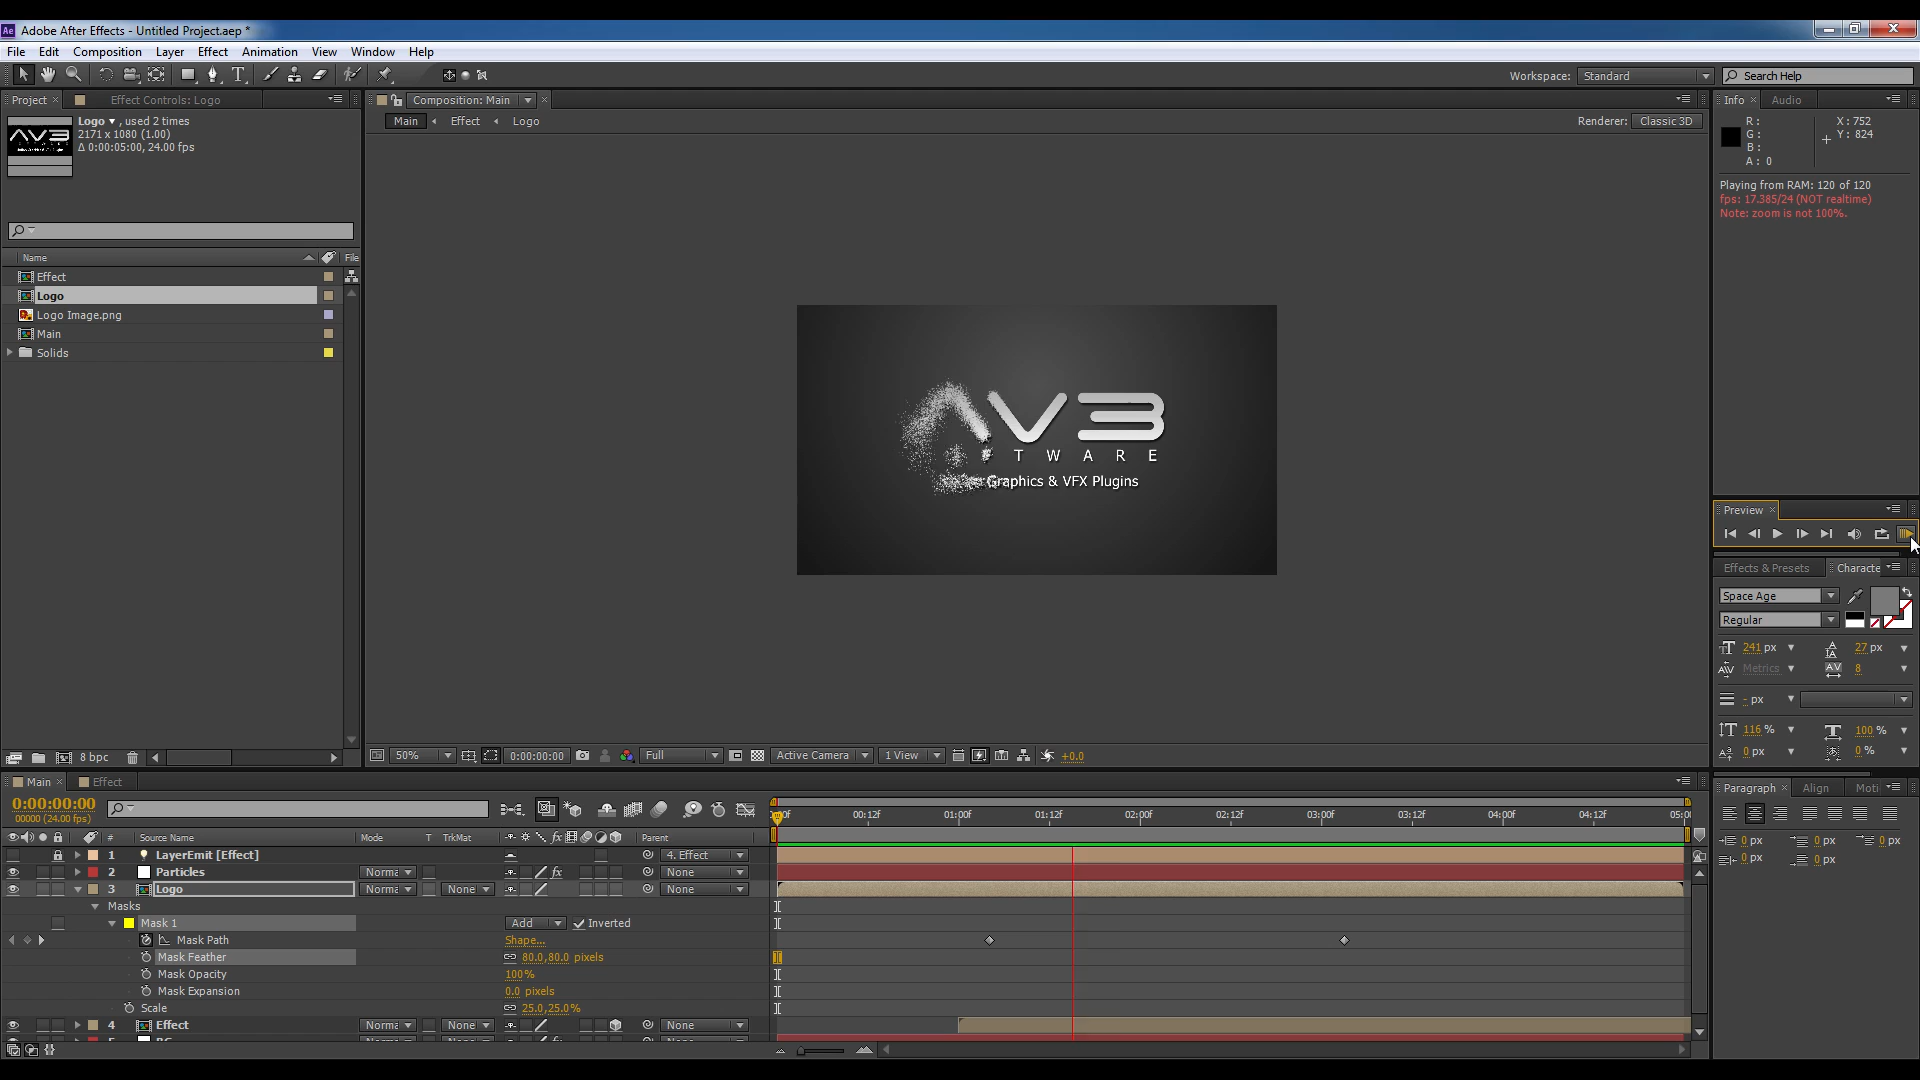 Adobe After Effects - Untitled Project.aep *
File Edit Composition Layer Effect Animation View Window Help
Workspace: Standard Search Help
Project Effect Controls: Logo
Logo , used 2 times
2171 x 1080 (1.00)
Δ 0:00:05:00, 24.00 fps
Name File
Effect
Logo
Logo Image.png
Main
Solids
8 bpc
Composition: Main
Main Effect Logo
Renderer: Classic 3D
AV3
T W A R E
Graphics & VFX Plugins
50% 0:00:00:00 Full Active Camera 1 View +0.0
Info Audio
R :
G :
B :
A : 0
X : 752
Y : 824
Playing from RAM: 120 of 120
fps: 17.385/24 (NOT realtime)
Note: zoom is not 100%.
Preview
Effects & Presets Characte
Space Age
Regular
241 px 27 px
Metrics 8
- px
116 % 100 %
0 px 0 %
Paragraph Align Moti
0 px 0 px 0 px
0 px 0 px
Main Effect
0:00:00:00
00000 (24.00 fps)
# Source Name Mode T TrkMat Parent
00:12f 01:00f 01:12f 02:00f 02:12f 03:00f 03:12f 04:00f 04:12f 05:00
1 LayerEmit [Effect] 4. Effect
2 Particles Norma None
3 Logo Norma None None
Masks
Mask 1 Add Inverted
Mask Path Shape...
Mask Feather 80.0,80.0 pixels
Mask Opacity 100%
Mask Expansion 0.0 pixels
Scale 25.0,25.0%
4 Effect Norma None None